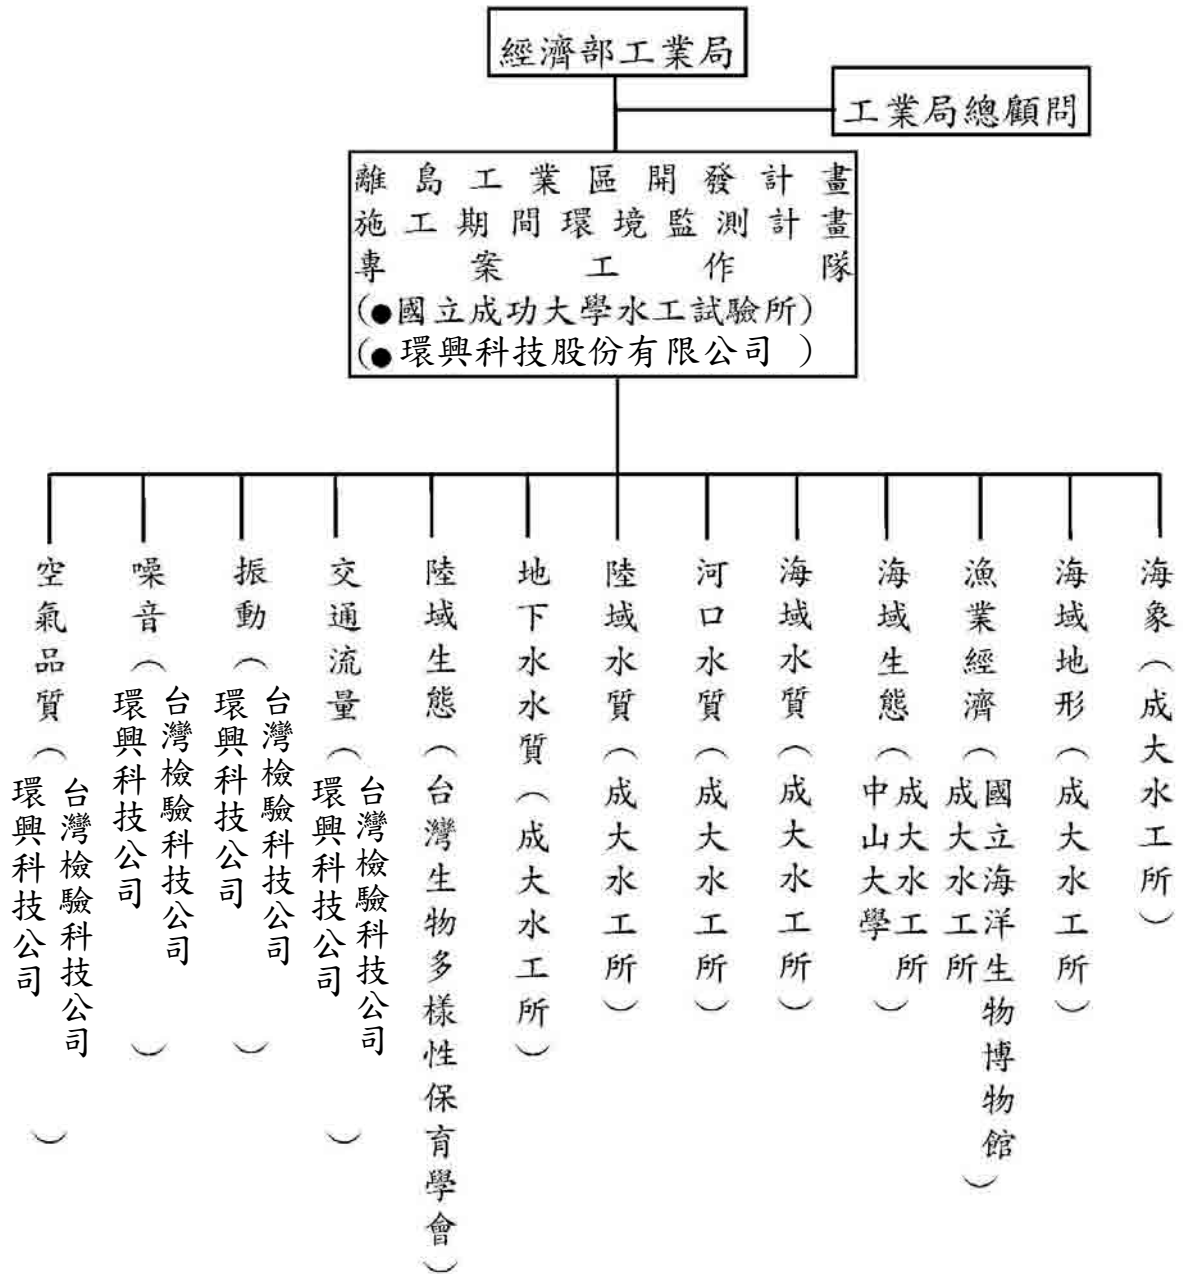 經濟部工業局
工業局總顧問
離島工業區開發計畫
施工期間環境監測計畫
專案工作隊
(●國立成功大學水工試驗所)
(●環興科技股份有限公司 )
空氣品質(
台灣檢驗科技公司
環興科技公司
)
噪音(
台灣檢驗科技公司
環興科技公司
)
振動(
台灣檢驗科技公司
環興科技公司
)
交通流量(
台灣檢驗科技公司
環興科技公司
)
陸域生態(台灣生物多樣性保育學會)
地下水水質(成大水工所)
陸域水質(成大水工所)
河口水質(成大水工所)
海域水質(成大水工所)
海域生態(
成大水工所
中山大學
)
漁業經濟(
國立海洋生物博物館
成大水工所
)
海域地形(成大水工所)
海象(成大水工所)